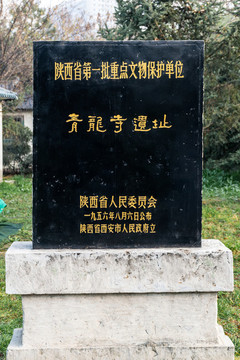 陕西省第一批重点文物保护单位
青龍寺遗址
陕西省人民委员会
一九五六年八月六日公布
陕西省西安市人民政府立